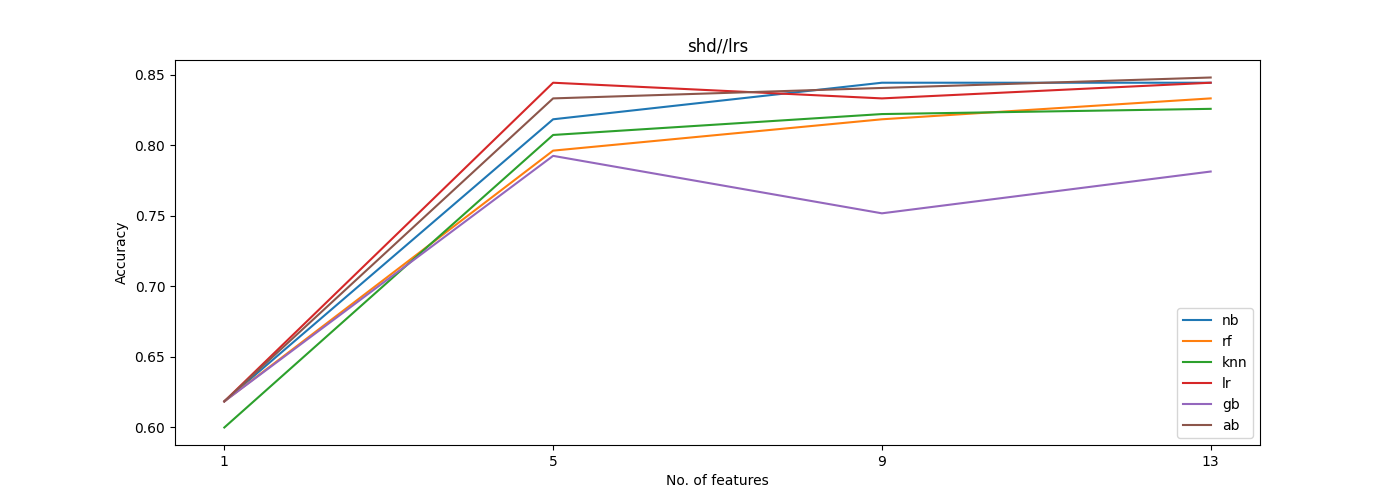 shd//lrs
0.85
0.80
0.75
0.70
0.65
0.60
Accuracy
1 5 9 13
No. of features
nb
rf
knn
lr
gb
ab